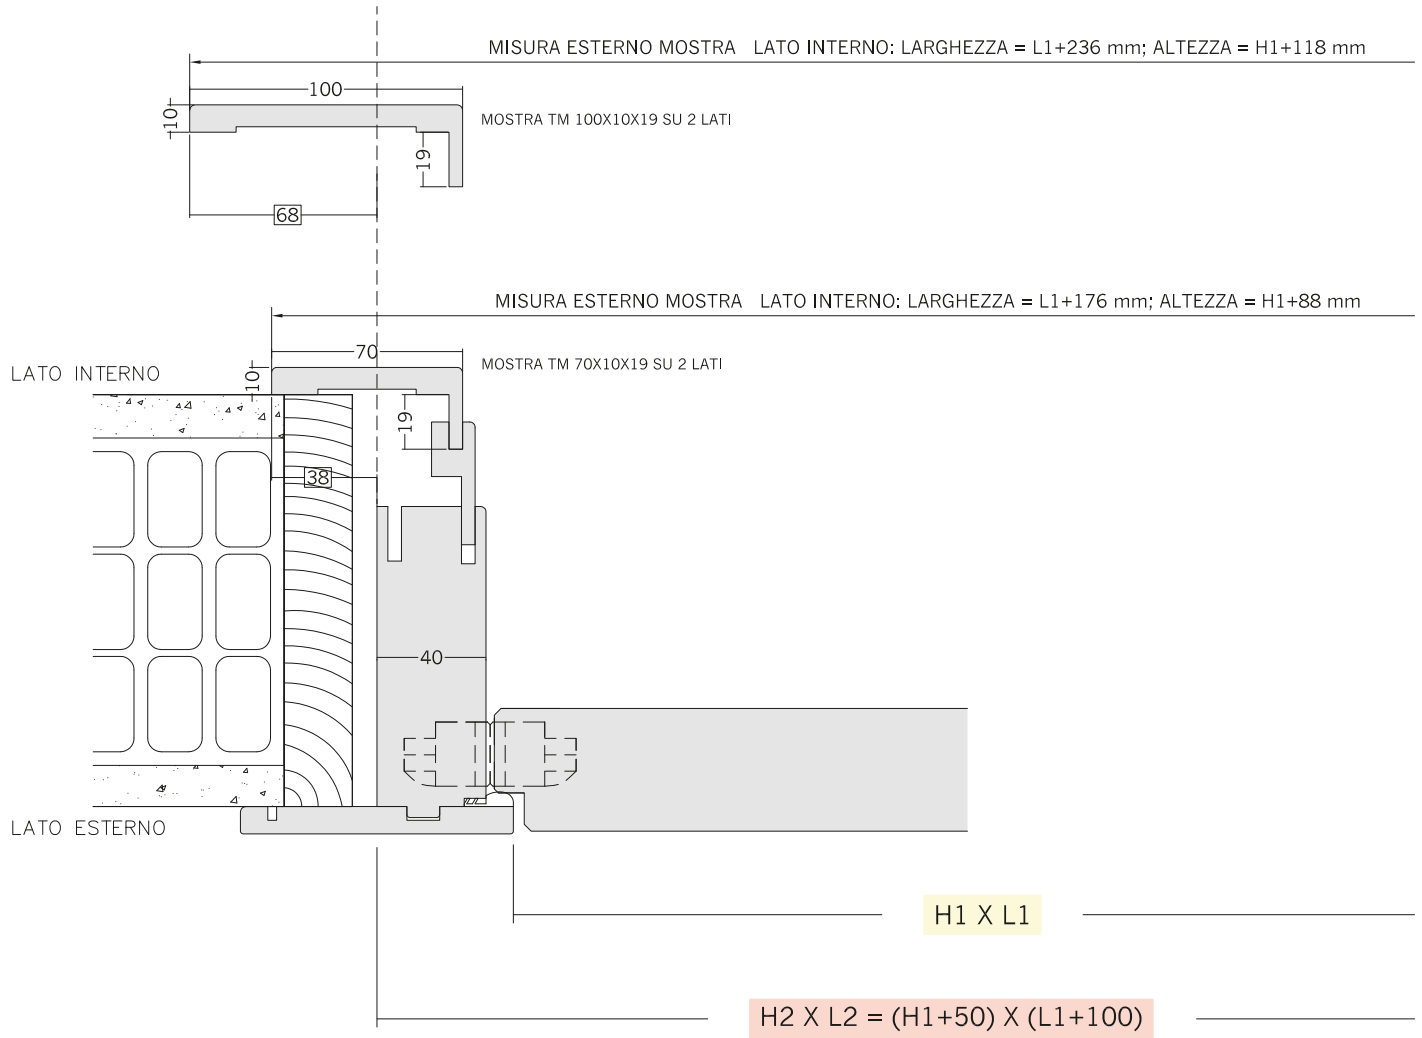 MISURA ESTERNO MOSTRA LATO INTERNO: LARGHEZZA = L1+236 mm; ALTEZZA = H1+118 mm
100
10
MOSTRA TM 100X10X19 SU 2 LATI
19
68
MISURA ESTERNO MOSTRA LATO INTERNO: LARGHEZZA = L1+176 mm; ALTEZZA = H1+88 mm
70
MOSTRA TM 70X10X19 SU 2 LATI
LATO INTERNO
10
19
38
40
LATO ESTERNO
H1 X L1
H2 X L2 = (H1+50) X (L1+100)